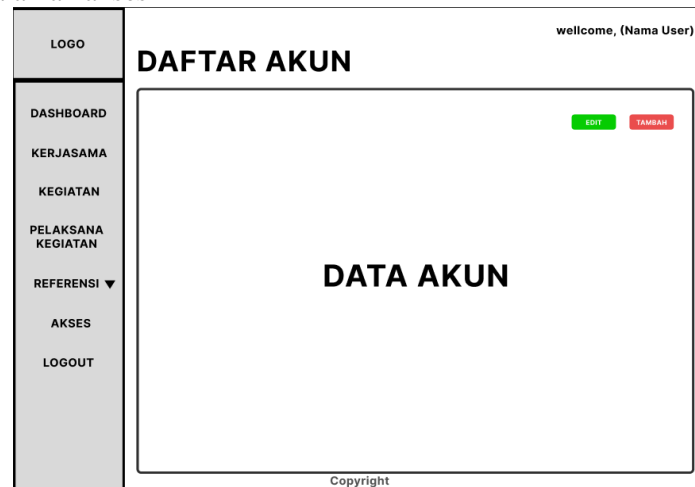 LOGO
wellcome, (Nama User)
DAFTAR AKUN
DASHBOARD
KERJASAMA
KEGIATAN
PELAKSANA
KEGIATAN
REFERENSI ▼
AKSES
LOGOUT
EDIT
TAMBAH
DATA AKUN
Copyright